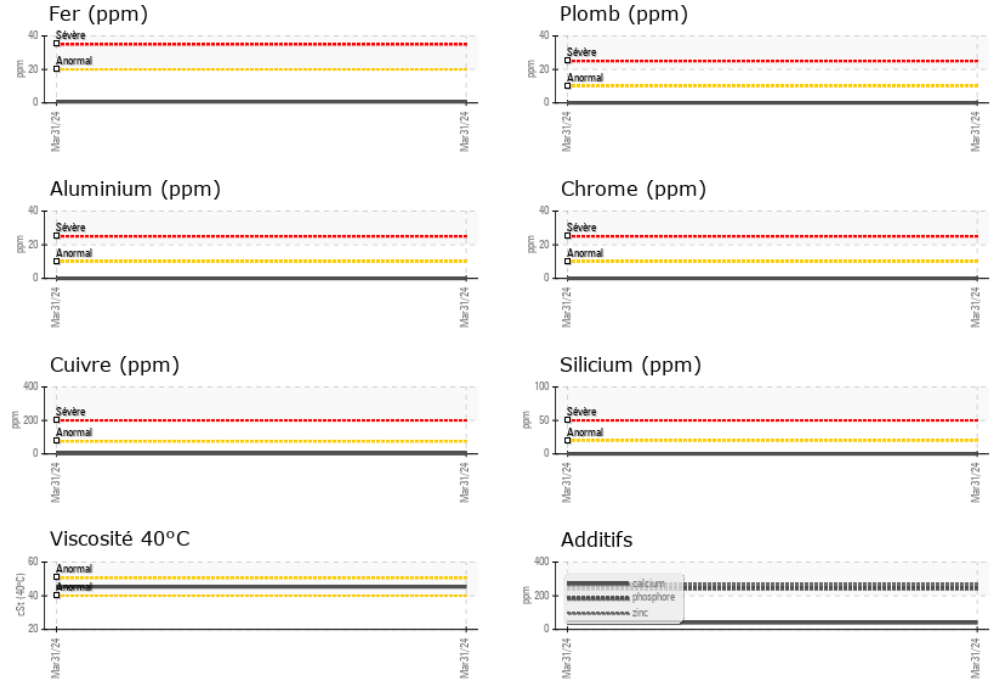 Fer (ppm)
40
20
0
ppm
Sévère
Anormal
Mar31/24
Mar31/24
Plomb (ppm)
40
20
0
ppm
Sévère
Anormal
Mar31/24
Mar31/24
Aluminium (ppm)
40
20
0
ppm
Sévère
Anormal
Mar31/24
Mar31/24
Chrome (ppm)
40
20
0
ppm
Sévère
Anormal
Mar31/24
Mar31/24
Cuivre (ppm)
400
200
0
ppm
Sévère
Anormal
Mar31/24
Mar31/24
Silicium (ppm)
100
50
0
ppm
Sévère
Anormal
Mar31/24
Mar31/24
Viscosité 40°C
60
40
20
cSt (40°C)
Anormal
Anormal
Mar31/24
Mar31/24
Additifs
400
200
0
ppm
calcium
phosphore
zinc
Mar31/24
Mar31/24